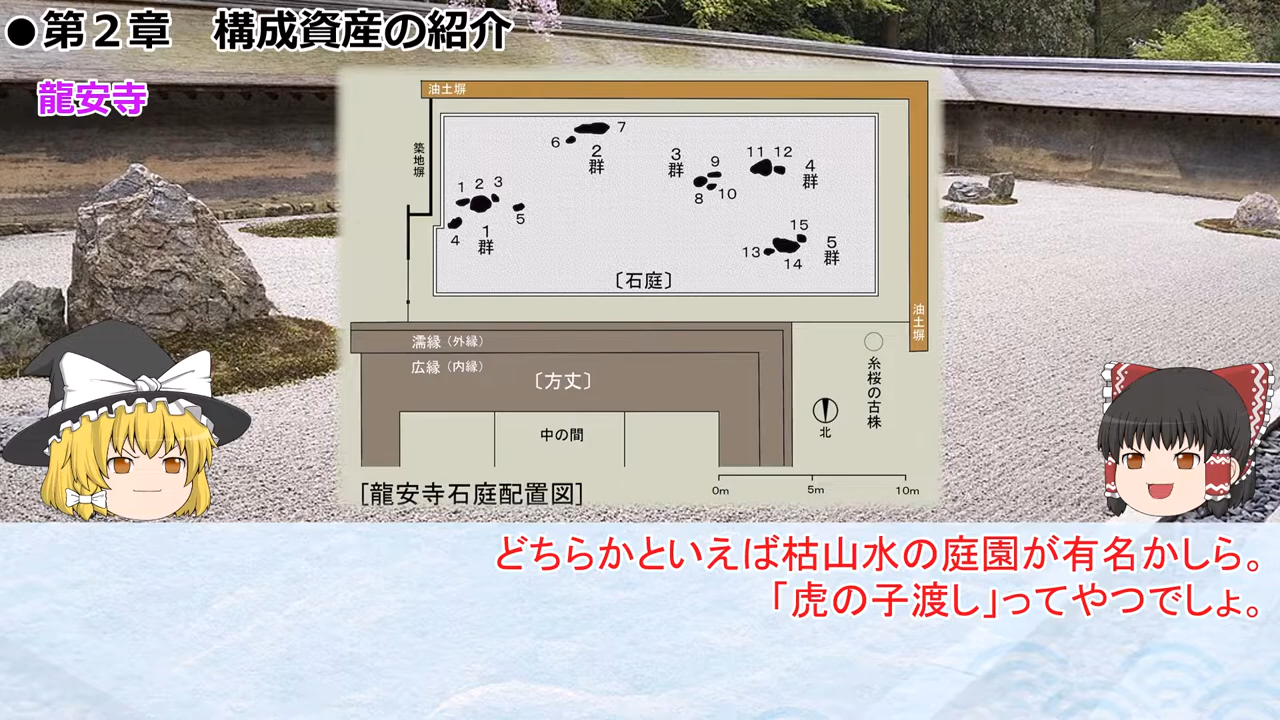 ●第２章　構成資産の紹介
龍安寺
油土塀
築地塀
6
7
2群
3群
9
8
10
11 12
4群
1 2 3
5
4
1群
15
13
14
5群
〔石庭〕
油土塀
濡縁（外縁）
広縁（内縁）
〔方丈〕
中の間
糸桜の古株
北
0m 5m 10m
[龍安寺石庭配置図]
どちらかといえば枯山水の庭園が有名かしら。
「虎の子渡し」ってやつでしょ。